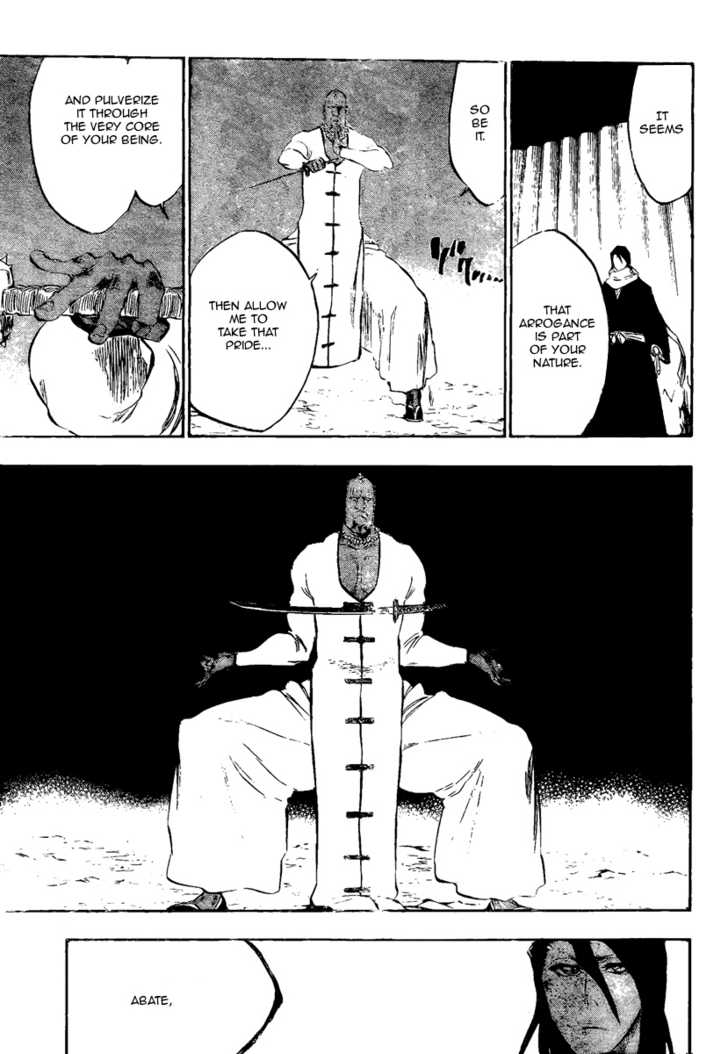 IT
SEEMS
THAT
ARROGANCE
IS PART
OF YOUR
NATURE.
SO
BE
IT.
THEN ALLOW
ME TO
TAKE THAT
PRIDE...
AND PULVERIZE
IT THROUGH
THE VERY CORE
OF YOUR BEING.
ABATE,